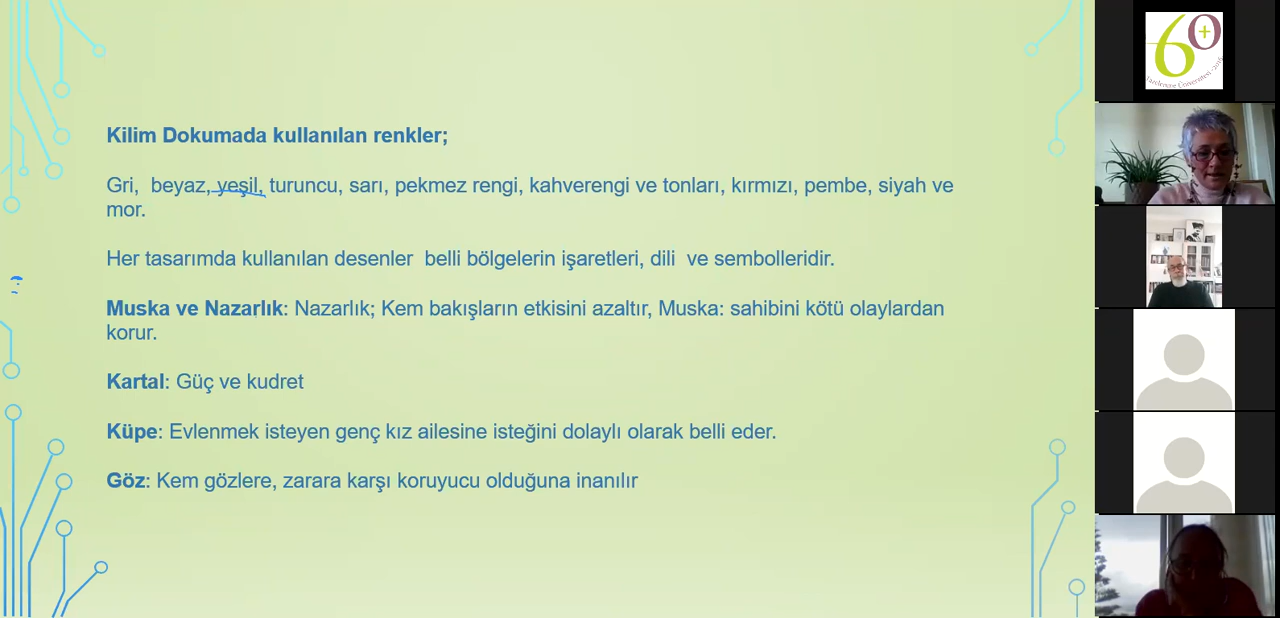 Kilim Dokumada kullanılan renkler;
Gri,  beyaz, yeşil, turuncu, sarı, pekmez rengi, kahverengi ve tonları, kırmızı, pembe, siyah ve
mor.
Her tasarımda kullanılan desenler  belli bölgelerin işaretleri, dili  ve sembolleridir.
Muska ve Nazarlık: Nazarlık; Kem bakışların etkisini azaltır, Muska: sahibini kötü olaylardan
korur.
Kartal: Güç ve kudret
Küpe: Evlenmek isteyen genç kız ailesine isteğini dolaylı olarak belli eder.
Göz: Kem gözlere, zarara karşı koruyucu olduğuna inanılır
60+